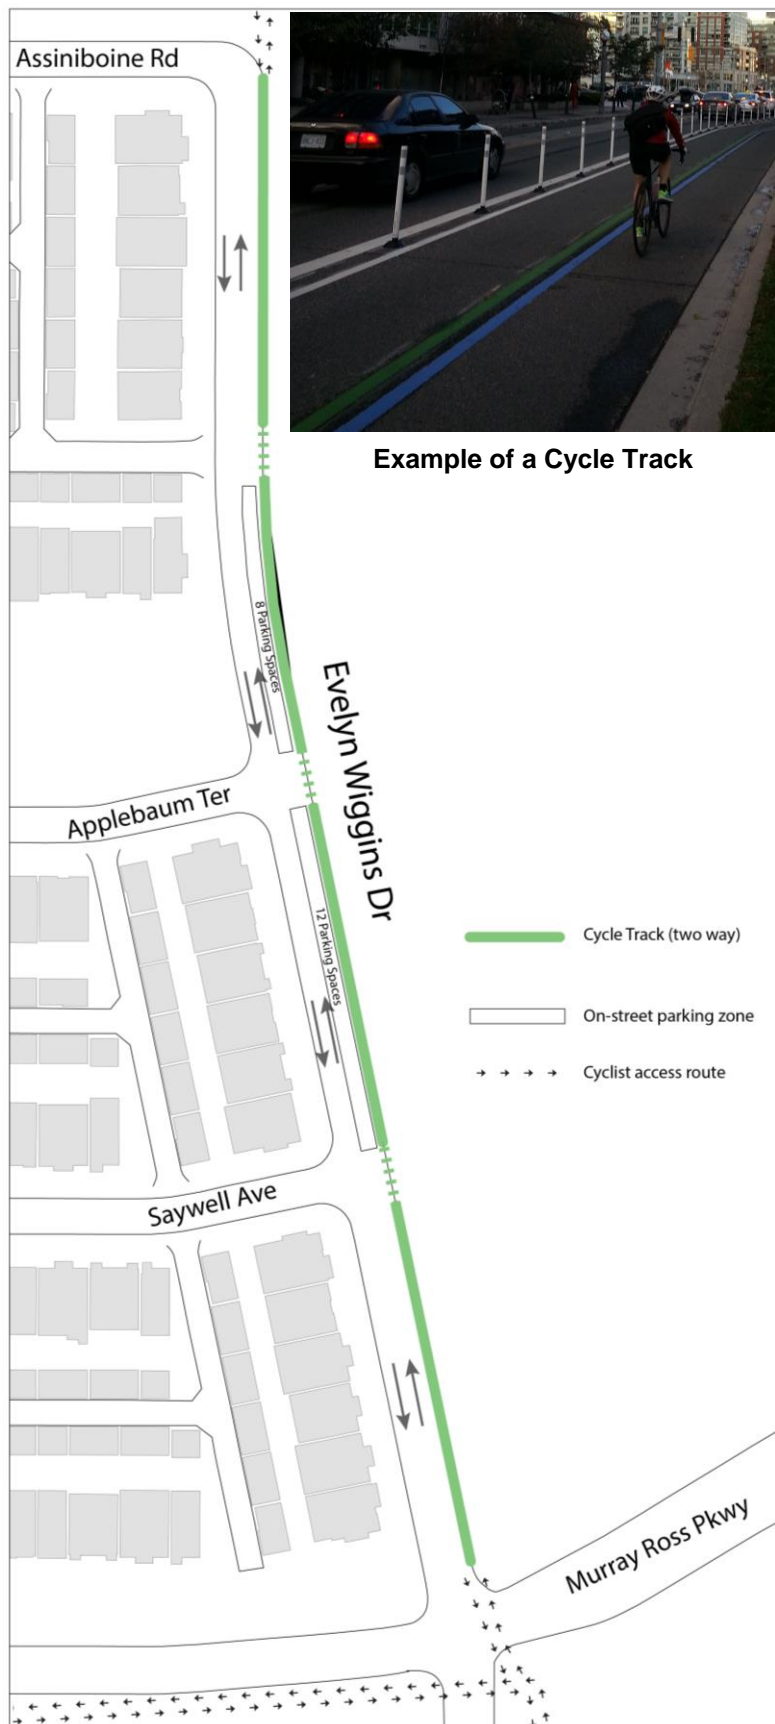 Assiniboine Rd
Example of a Cycle Track
8 Parking Spaces
Evelyn Wiggins Dr
Applebaum Ter
12 Parking Spaces
Cycle Track (two way)
On-street parking zone
Cyclist access route
Saywell Ave
Murray Ross Pkwy